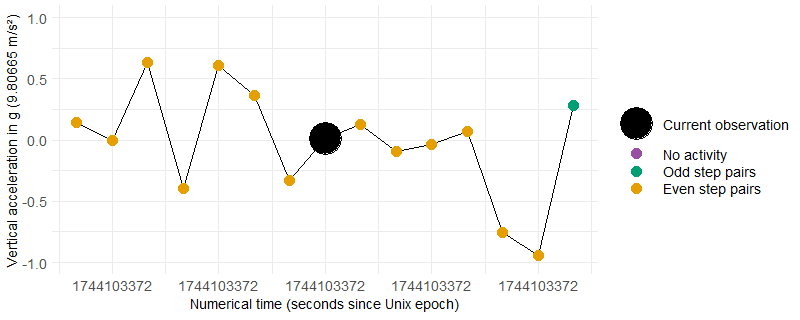 Vertical acceleration in g (9.80665 m/s²)
1.0
0.5
0.0
-0.5
-1.0
1744103372 1744103372 1744103372 1744103372 1744103372
Numerical time (seconds since Unix epoch)
Current observation
No activity
Odd step pairs
Even step pairs